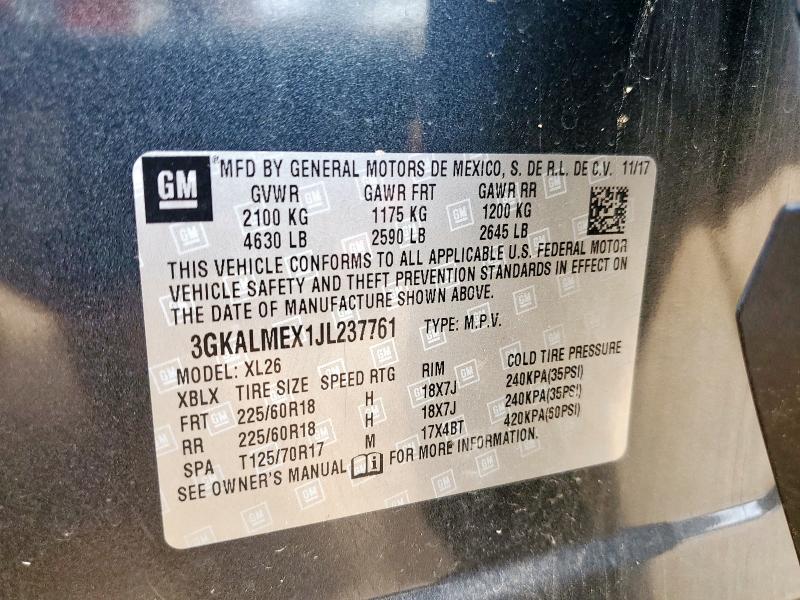 GM MFD BY GENERAL MOTORS DE MEXICO, S. DE R.L. DE C.V. 11/17
GVWR GAWR FRT GAWR RR
2100 KG 1175 KG 1200 KG
4630 LB 2590 LB 2645 LB
THIS VEHICLE CONFORMS TO ALL APPLICABLE U.S. FEDERAL MOTOR
VEHICLE SAFETY AND THEFT PREVENTION STANDARDS IN EFFECT ON
THE DATE OF MANUFACTURE SHOWN ABOVE.
3GKALMEX1JL237761 TYPE: M.P.V.
MODEL: XL26
XBLX TIRE SIZE SPEED RTG RIM COLD TIRE PRESSURE
FRT 225/60R18 H 18X7J 240KPA(35PSI)
RR 225/60R18 H 18X7J 240KPA(35PSI)
SPA T125/70R17 M 17X4BT 420KPA(50PSI)
SEE OWNER'S MANUAL FOR MORE INFORMATION.